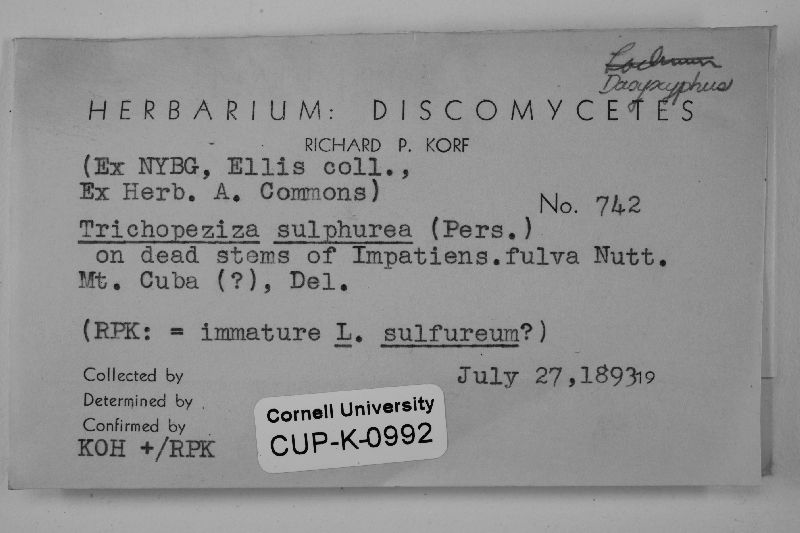 Lachnum
Dasyscyphus
HERBARIUM: DISCOMYCETES
RICHARD P. KORF
(Ex NYBG, Ellis coll.,
Ex Herb. A. Commons)
No. 742
Trichopeziza sulphurea (Pers.)
on dead stems of Impatiens.fulva Nutt.
Mt. Cuba (?), Del.
(RPK: = immature L. sulfureum?)
Collected by
July 27,189319
Determined by
Confirmed by
KOH +/RPK
Cornell University
CUP-K-0992